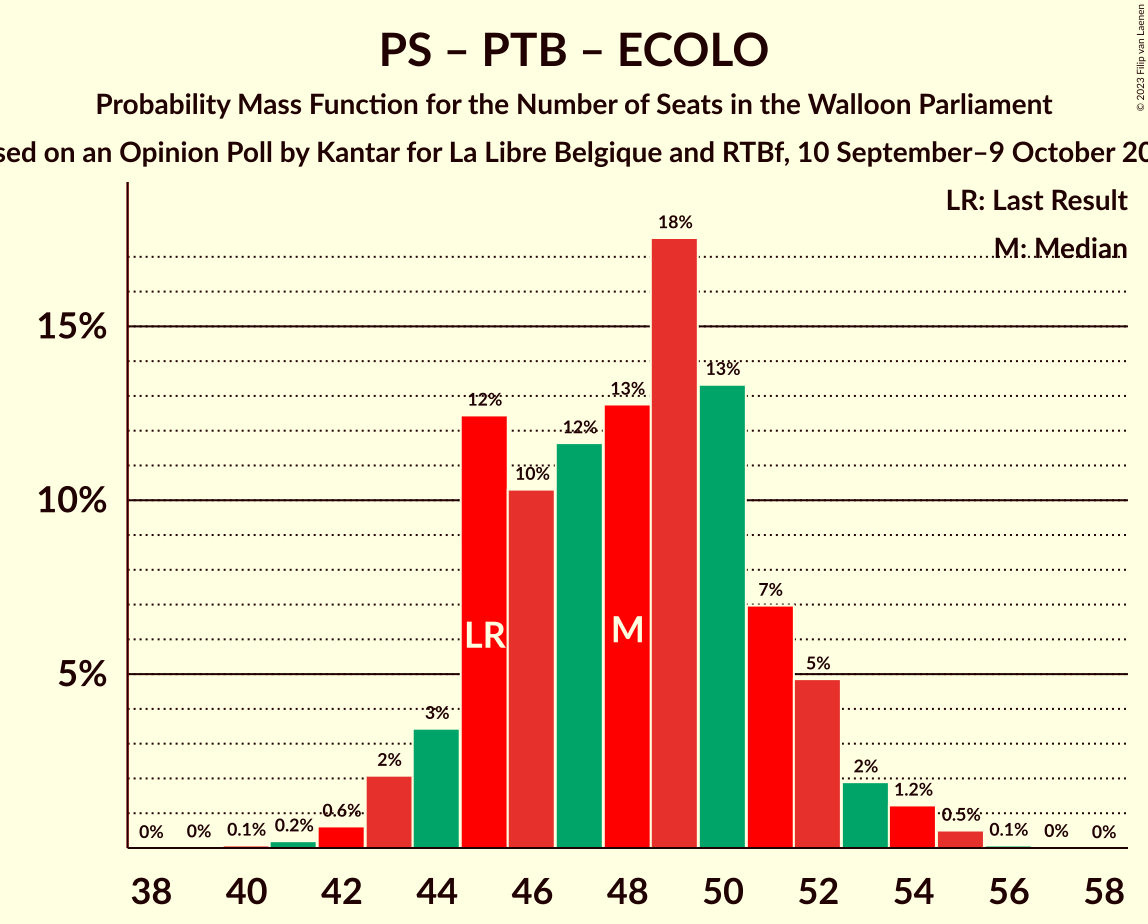 PS – PTB – ECOLO
Probability Mass Function for the Number of Seats in the Walloon Parliament
sed on an Opinion Poll by Kantar for La Libre Belgique and RTBf, 10 September–9 October 20
© 2023 Filip van Laenen
LR: Last Result
M: Median
15%
10%
5%
0% 0% 0.1% 0.2% 0.6% 2% 3% 12% 10% 12% 13% 18% 13% 7% 5% 2% 1.2% 0.5% 0.1% 0% 0%
LR M
38 40 42 44 46 48 50 52 54 56 58